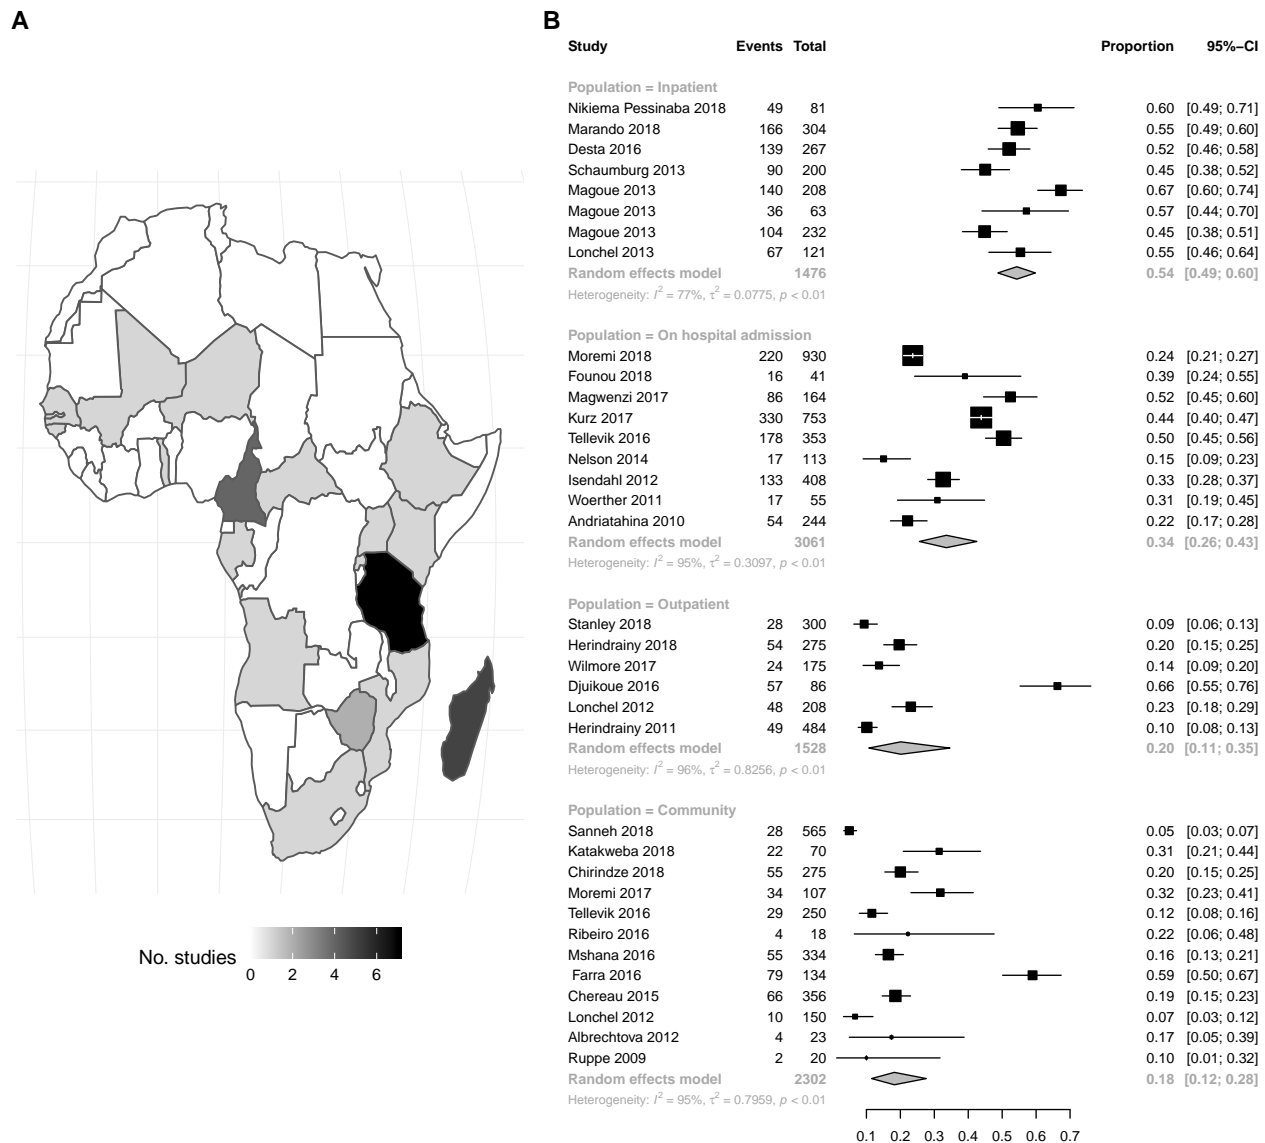 A
No. studies
0 2 4 6
B
Study Events Total Proportion 95%−CI
Population = Inpatient
Nikiema Pessinaba 2018 49 81 0.60 [0.49; 0.71]
Marando 2018 166 304 0.55 [0.49; 0.60]
Desta 2016 139 267 0.52 [0.46; 0.58]
Schaumburg 2013 90 200 0.45 [0.38; 0.52]
Magoue 2013 140 208 0.67 [0.60; 0.74]
Magoue 2013 36 63 0.57 [0.44; 0.70]
Magoue 2013 104 232 0.45 [0.38; 0.51]
Lonchel 2013 67 121 0.55 [0.46; 0.64]
Random effects model 1476 0.54 [0.49; 0.60]
Heterogeneity: I² = 77%, τ² = 0.0775, p < 0.01
Population = On hospital admission
Moremi 2018 220 930 0.24 [0.21; 0.27]
Founou 2018 16 41 0.39 [0.24; 0.55]
Magwenzi 2017 86 164 0.52 [0.45; 0.60]
Kurz 2017 330 753 0.44 [0.40; 0.47]
Tellevik 2016 178 353 0.50 [0.45; 0.56]
Nelson 2014 17 113 0.15 [0.09; 0.23]
Isendahl 2012 133 408 0.33 [0.28; 0.37]
Woerther 2011 17 55 0.31 [0.19; 0.45]
Andriatahina 2010 54 244 0.22 [0.17; 0.28]
Random effects model 3061 0.34 [0.26; 0.43]
Heterogeneity: I² = 95%, τ² = 0.3097, p < 0.01
Population = Outpatient
Stanley 2018 28 300 0.09 [0.06; 0.13]
Herindrainy 2018 54 275 0.20 [0.15; 0.25]
Wilmore 2017 24 175 0.14 [0.09; 0.20]
Djuikoue 2016 57 86 0.66 [0.55; 0.76]
Lonchel 2012 48 208 0.23 [0.18; 0.29]
Herindrainy 2011 49 484 0.10 [0.08; 0.13]
Random effects model 1528 0.20 [0.11; 0.35]
Heterogeneity: I² = 96%, τ² = 0.8256, p < 0.01
Population = Community
Sanneh 2018 28 565 0.05 [0.03; 0.07]
Katakweba 2018 22 70 0.31 [0.21; 0.44]
Chirindze 2018 55 275 0.20 [0.15; 0.25]
Moremi 2017 34 107 0.32 [0.23; 0.41]
Tellevik 2016 29 250 0.12 [0.08; 0.16]
Ribeiro 2016 4 18 0.22 [0.06; 0.48]
Mshana 2016 55 334 0.16 [0.13; 0.21]
Farra 2016 79 134 0.59 [0.50; 0.67]
Chereau 2015 66 356 0.19 [0.15; 0.23]
Lonchel 2012 10 150 0.07 [0.03; 0.12]
Albrechtova 2012 4 23 0.17 [0.05; 0.39]
Ruppe 2009 2 20 0.10 [0.01; 0.32]
Random effects model 2302 0.18 [0.12; 0.28]
Heterogeneity: I² = 95%, τ² = 0.7959, p < 0.01
0.1 0.2 0.3 0.4 0.5 0.6 0.7